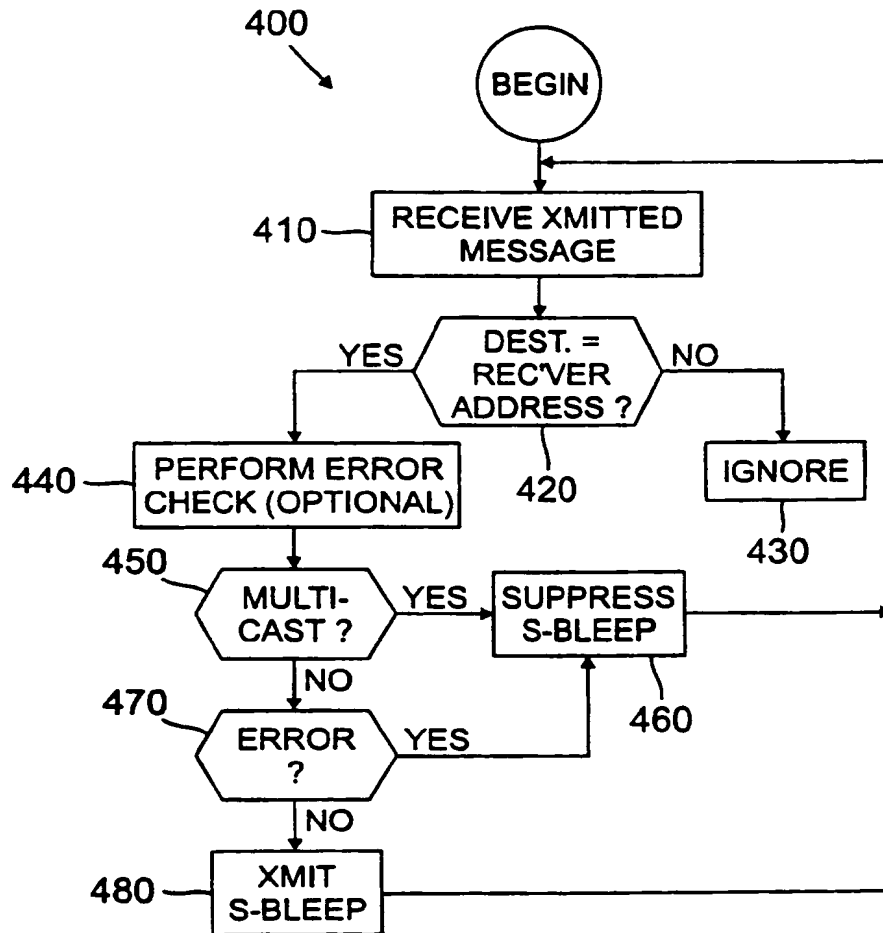 400
BEGIN
410
RECEIVE XMITTED
MESSAGE
YES
DEST. =
REC'VER
ADDRESS ?
NO
420
440
PERFORM ERROR
CHECK (OPTIONAL)
IGNORE
430
450
MULTI-
CAST ?
YES
SUPPRESS
S-BLEEP
460
NO
470
ERROR
?
YES
NO
480
XMIT
S-BLEEP